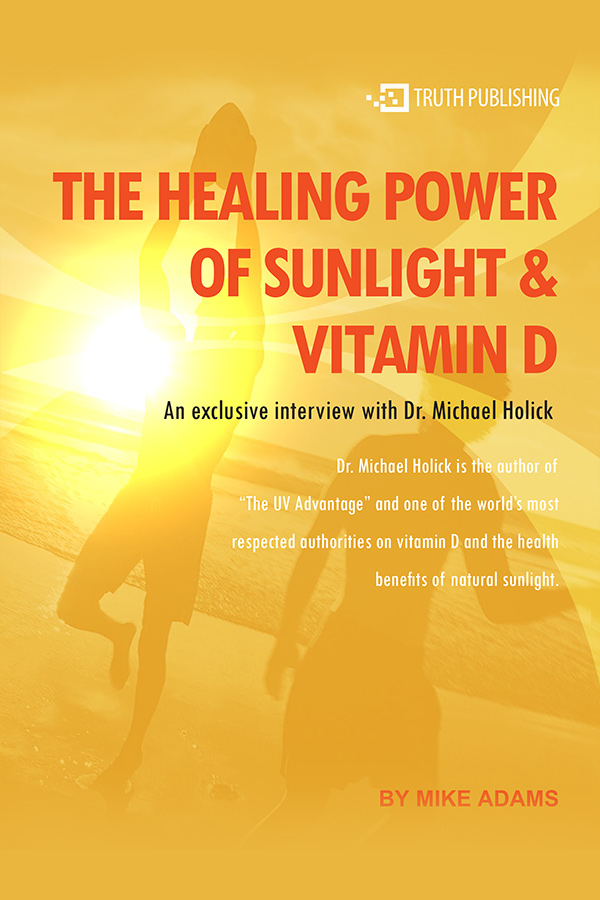 TRUTH PUBLISHING
THE HEALING POWER
OF SUNLIGHT &
VITAMIN D
An exclusive interview with Dr. Michael Holick
Dr. Michael Holick is the author of
“The UV Advantage” and one of the world's most
respected authorities on vitamin D and the health
benefits of natural sunlight.
BY MIKE ADAMS